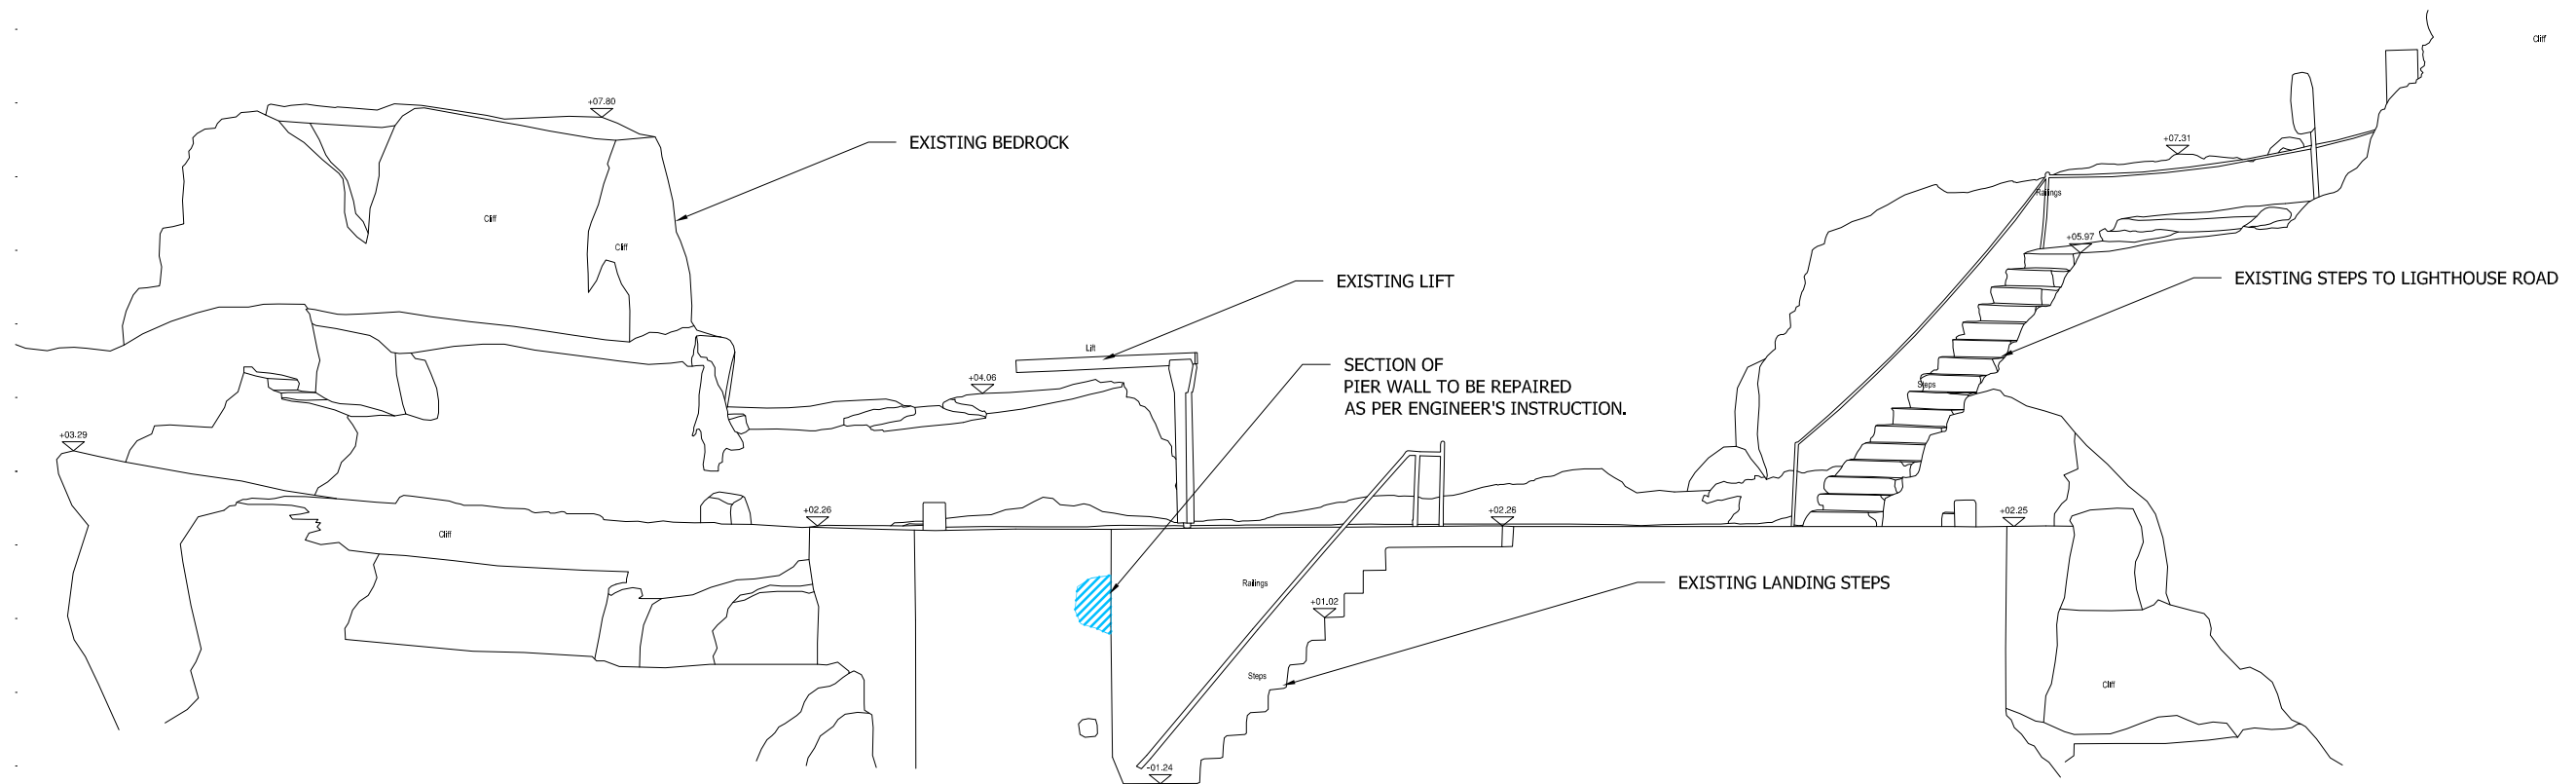 Cliff
+07.80
EXISTING BEDROCK
+07.31
Railings
Cliff
Cliff
+05.97
EXISTING LIFT
EXISTING STEPS TO LIGHTHOUSE ROAD
Lift
SECTION OF
PIER WALL TO BE REPAIRED
AS PER ENGINEER'S INSTRUCTION.
+04.06
Steps
+03.29
+02.26
+02.26
+02.25
Cliff
Railings
EXISTING LANDING STEPS
+01.02
Steps
Cliff
-01.24